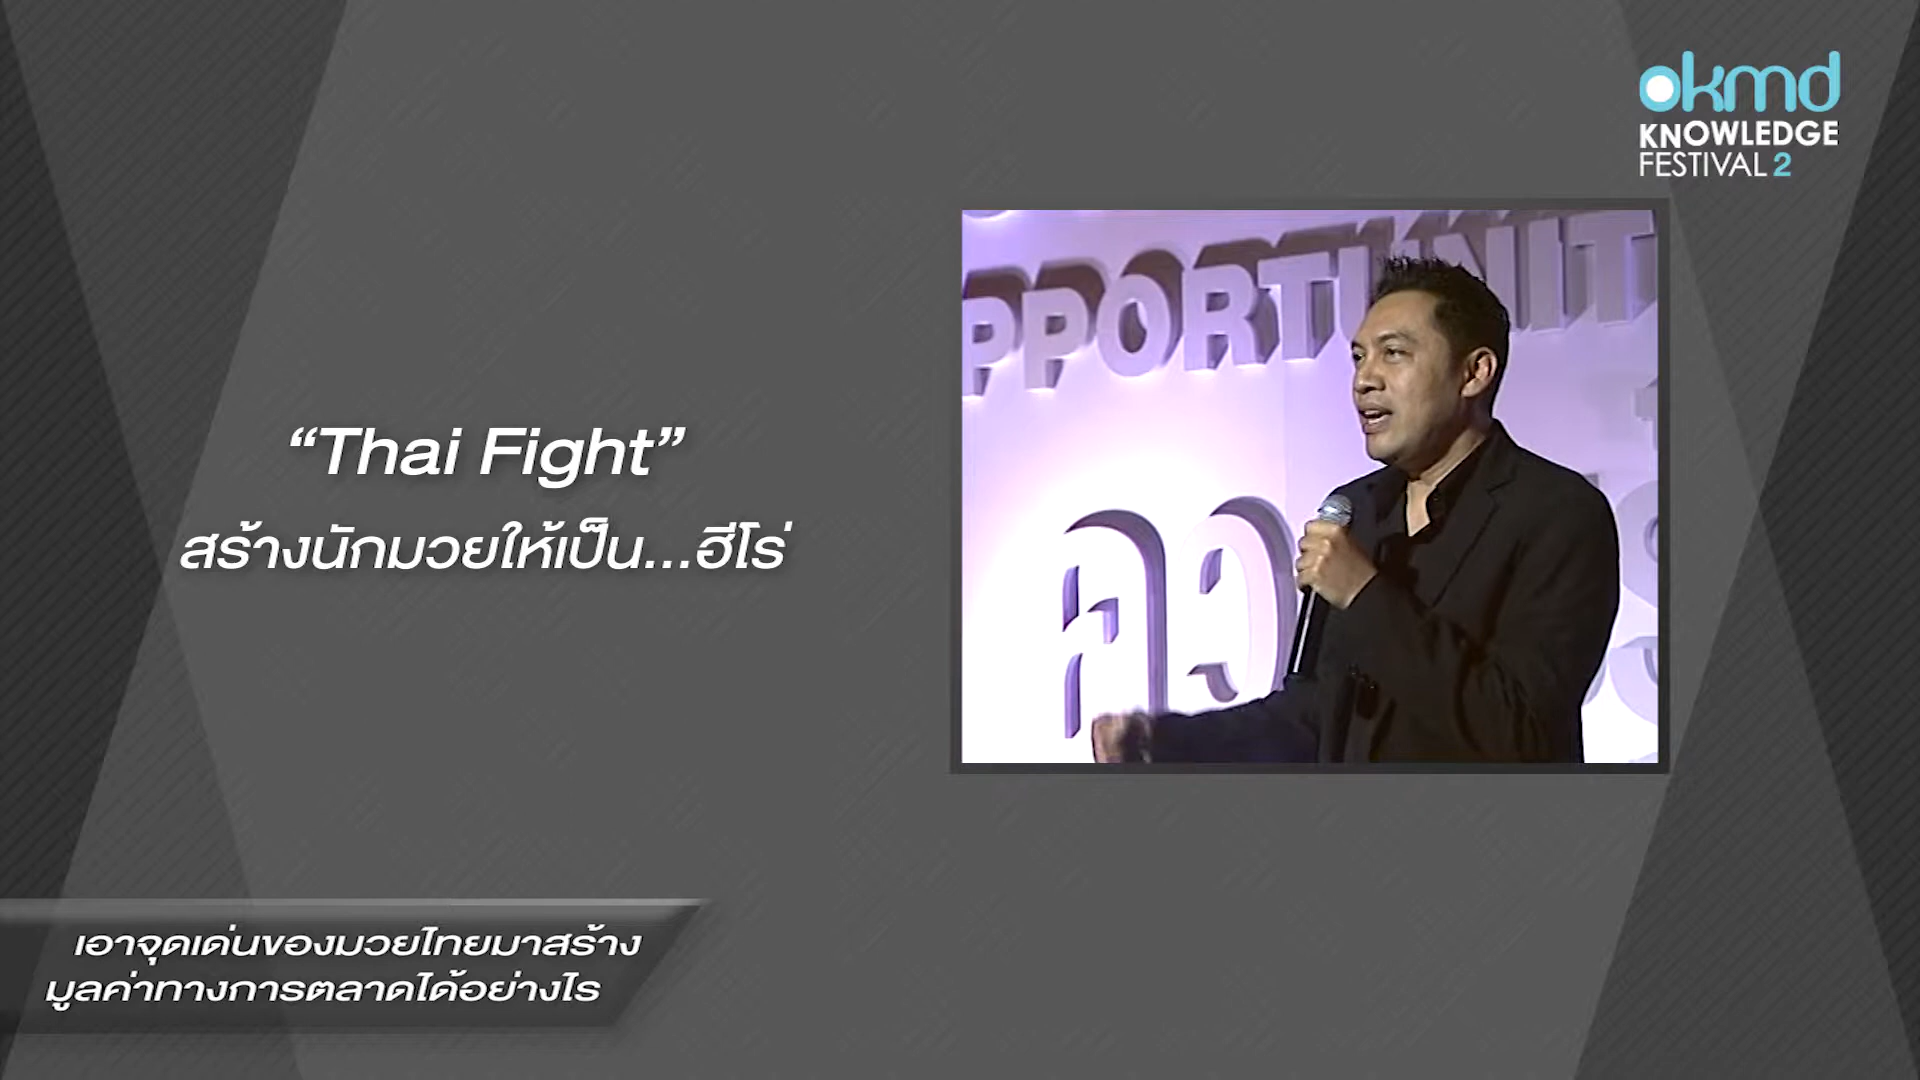 okmd
KNOWLEDGE
FESTIVAL 2
PPORTUNIT
“Thai Fight”
สร้างนักมวยให้เป็น...ฮีโร่
เอาจุดเด่นของมวยไทยมาสร้าง
มูลค่าทางการตลาดได้อย่างไร